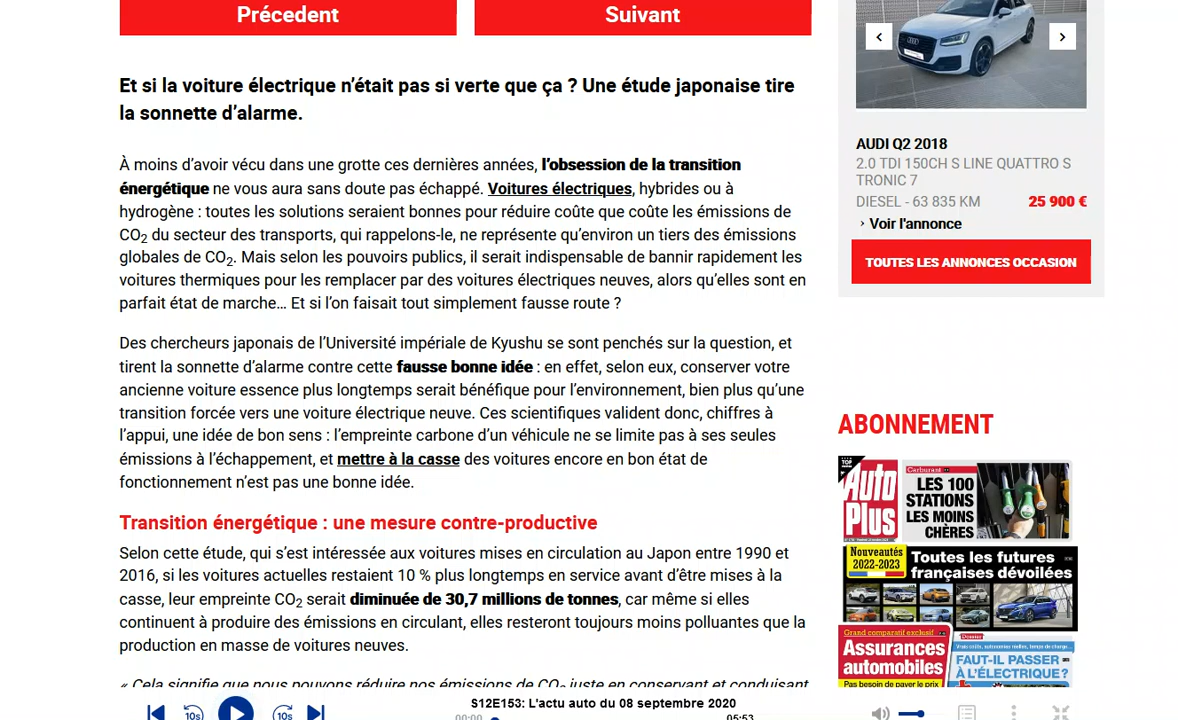 Précedent
Suivant
Et si la voiture électrique n’était pas si verte que ça ? Une étude japonaise tire
la sonnette d’alarme.
À moins d’avoir vécu dans une grotte ces dernières années, l’obsession de la transition
énergétique ne vous aura sans doute pas échappé. Voitures électriques, hybrides ou à
hydrogène : toutes les solutions seraient bonnes pour réduire coûte que coûte les émissions de
CO2 du secteur des transports, qui rappelons-le, ne représente qu’environ un tiers des émissions
globales de CO2. Mais selon les pouvoirs publics, il serait indispensable de bannir rapidement les
voitures thermiques pour les remplacer par des voitures électriques neuves, alors qu’elles sont en
parfait état de marche… Et si l’on faisait tout simplement fausse route ?
Des chercheurs japonais de l’Université impériale de Kyushu se sont penchés sur la question, et
tirent la sonnette d’alarme contre cette fausse bonne idée : en effet, selon eux, conserver votre
ancienne voiture essence plus longtemps serait bénéfique pour l’environnement, bien plus qu’une
transition forcée vers une voiture électrique neuve. Ces scientifiques valident donc, chiffres à
l’appui, une idée de bon sens : l’empreinte carbone d’un véhicule ne se limite pas à ses seules
émissions à l’échappement, et mettre à la casse des voitures encore en bon état de
fonctionnement n’est pas une bonne idée.
Transition énergétique : une mesure contre-productive
Selon cette étude, qui s’est intéressée aux voitures mises en circulation au Japon entre 1990 et
2016, si les voitures actuelles restaient 10 % plus longtemps en service avant d’être mises à la
casse, leur empreinte CO2 serait diminuée de 30,7 millions de tonnes, car même si elles
continuent à produire des émissions en circulant, elles resteront toujours moins polluantes que la
production en masse de voitures neuves.
« Cela signifie que réduire nos émissions de CO2 juste en conservant et conduisant
AUDI Q2 2018
2.0 TDI 150CH S LINE QUATTRO S
TRONIC 7
DIESEL - 63 835 KM 25 900 €
› Voir l'annonce
TOUTES LES ANNONCES OCCASION
ABONNEMENT
TOP
Auto
Plus
Carburant
LES 100
STATIONS
LES MOINS
CHÈRES
Nouveautés
2022-2023
Toutes les futures
françaises dévoilées
Grand comparatif exclusif
Assurances
automobiles
Pas besoin de payer le prix
Dossier
FAUT-IL PASSER
À L'ÉLECTRIQUE?
S12E153: L'actu auto du 08 septembre 2020
10s
10s
00:00
05:53